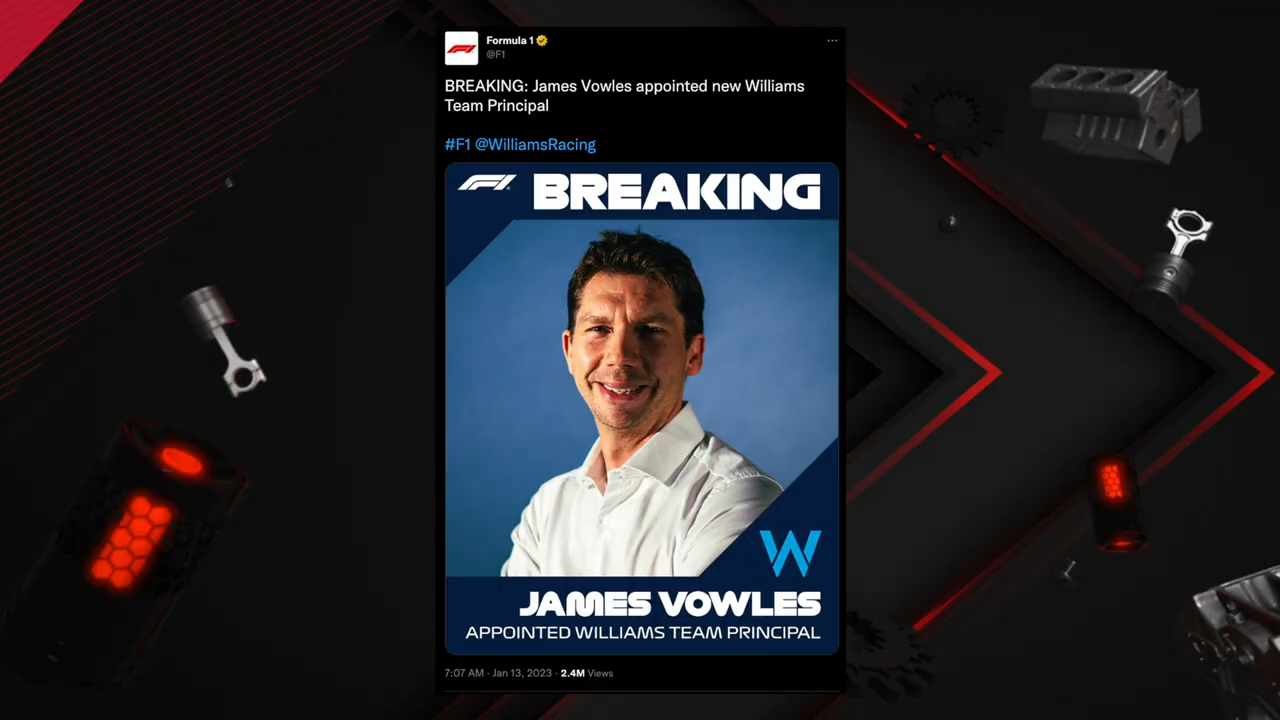 Formula 1
@F1
BREAKING: James Vowles appointed new Williams
Team Principal
#F1 @WilliamsRacing
F1 BREAKING
W
JAMES VOWLES
APPOINTED WILLIAMS TEAM PRINCIPAL
7:07 AM · Jan 13, 2023 · 2.4M Views